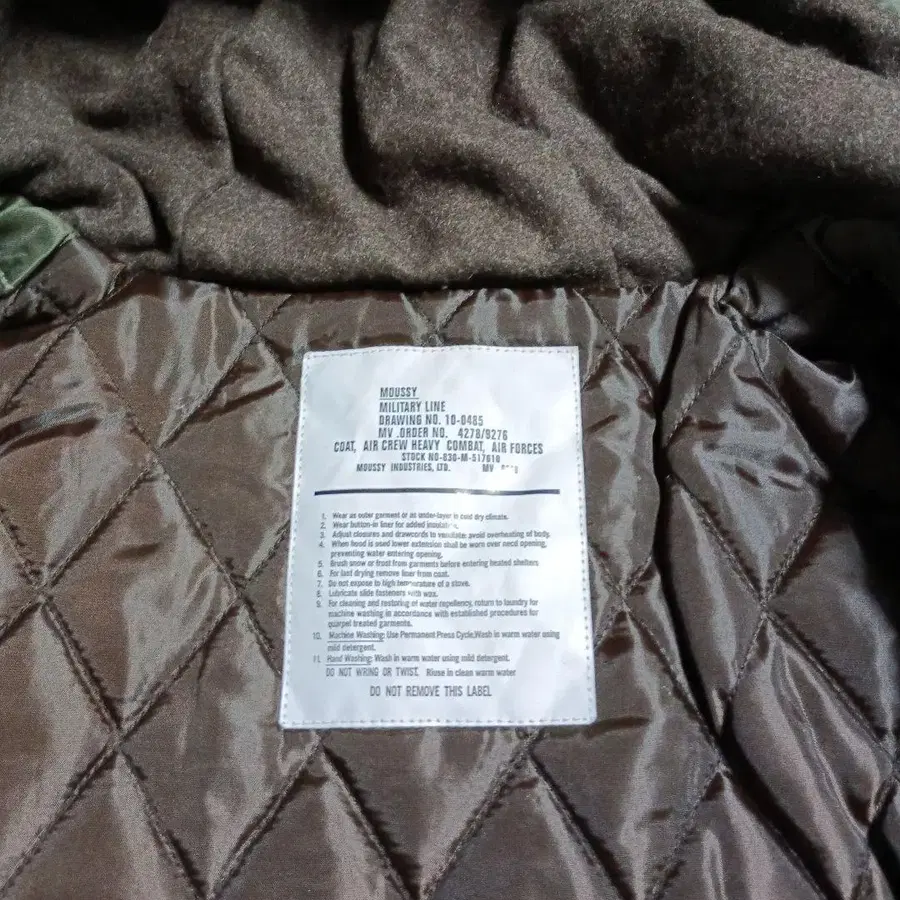 MOUSSY
MILITARY LINE
DRAWING NO. 10-0485
MV .ORDER NO. 4278/9276
COAT, AIR CREW HEAVY COMBAT, AIR FORCES
STOCK NO-830-M-517610
MOUSSY INDUSTRIES, LTD. MV
1. Wear as outer garment or as under-layer in cold dry climate.
2. Wear button-in liner for added insulation.
3. Adjust closures and drawcords to vanulate: avoid overheating of body.
4. When hood is used lower extension shall be worn over neod opening,
preventing water entering opening.
5. Brush snow or frost from garments before entering heated shelters
6. For last drying remove liner from coat.
7. Do not expose to high temperature of a stove.
8. Lubricate slide fasteners with wax.
9. For cleaning and restoring of water repellency, return to laundry for
machine washing in accordance with established procedures for
quarpel treated garments.
10. Machine Washing: Use Permanent Press Cycle.Wash in warm water using
mild detergent.
11. Hand Washing: Wash in warm water using mild detergent.
DO NOT WRING OR TWIST. Rinse in clean warm water
DO NOT REMOVE THIS LABEL